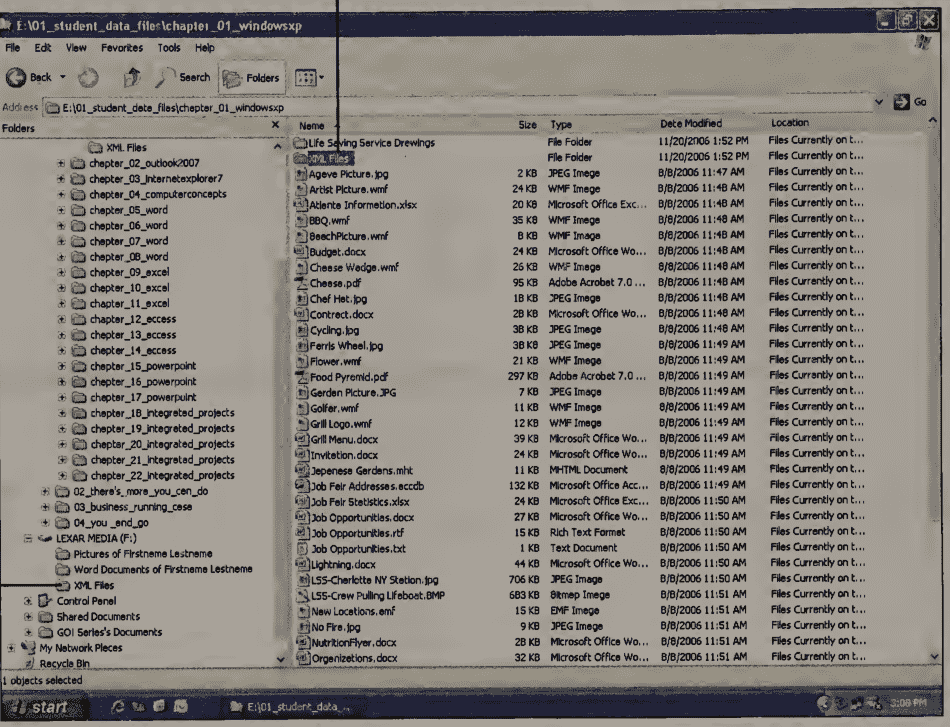 E:\01_student_data_files\chapter_01_windowsxp
File Edit View Favorites Tools Help
Back Search Folders
Address E:\01_student_data_files\chapter_01_windowsxp Go
Folders
XML Files
chapter_02_outlook2007
chapter_03_internetexplorer7
chapter_04_computerconcepts
chapter_05_word
chapter_06_word
chapter_07_word
chapter_08_word
chapter_09_excel
chapter_10_excel
chapter_11_excel
chapter_12_access
chapter_13_access
chapter_14_access
chapter_15_powerpoint
chapter_16_powerpoint
chapter_17_powerpoint
chapter_18_integrated_projects
chapter_19_integrated_projects
chapter_20_integrated_projects
chapter_21_integrated_projects
chapter_22_integrated_projects
02_there's_more_you_can_do
03_business_running_case
04_you_and_go
LEXAR MEDIA (F:)
Pictures of Firstname Lastname
Word Documents of Firstname Lastname
XML Files
Control Panel
Shared Documents
GO! Series's Documents
My Network Places
Recycle Bin
Name Size Type Date Modified Location
Life Saving Service Drawings File Folder 11/20/2006 1:52 PM Files Currently on t...
XML Files File Folder 11/20/2006 1:52 PM Files Currently on t...
Agave Picture.jpg 2 KB JPEG Image 8/8/2006 11:47 AM Files Currently on t...
Artist Picture.wmf 24 KB WMF Image 8/8/2006 11:48 AM Files Currently on t...
Atlanta Information.xlsx 20 KB Microsoft Office Exc... 8/8/2006 11:48 AM Files Currently on t...
BBQ.wmf 35 KB WMF Image 8/8/2006 11:48 AM Files Currently on t...
BeachPicture.wmf 8 KB WMF Image 8/8/2006 11:48 AM Files Currently on t...
Budget.docx 24 KB Microsoft Office Wo... 8/8/2006 11:48 AM Files Currently on t...
Cheese Wedge.wmf 26 KB WMF Image 8/8/2006 11:48 AM Files Currently on t...
Cheese.pdf 95 KB Adobe Acrobat 7.0 ... 8/8/2006 11:48 AM Files Currently on t...
Chef Hat.jpg 18 KB JPEG Image 8/8/2006 11:48 AM Files Currently on t...
Contract.docx 28 KB Microsoft Office Wo... 8/8/2006 11:48 AM Files Currently on t...
Cycling.jpg 38 KB JPEG Image 8/8/2006 11:49 AM Files Currently on t...
Ferris Wheel.jpg 38 KB JPEG Image 8/8/2006 11:49 AM Files Currently on t...
Flower.wmf 21 KB WMF Image 8/8/2006 11:49 AM Files Currently on t...
Food Pyramid.pdf 297 KB Adobe Acrobat 7.0 ... 8/8/2006 11:49 AM Files Currently on t...
Garden Picture.JPG 7 KB JPEG Image 8/8/2006 11:49 AM Files Currently on t...
Golfer.wmf 11 KB WMF Image 8/8/2006 11:49 AM Files Currently on t...
Grill Logo.wmf 12 KB WMF Image 8/8/2006 11:49 AM Files Currently on t...
Grill Menu.docx 39 KB Microsoft Office Wo... 8/8/2006 11:49 AM Files Currently on t...
Invitation.docx 24 KB Microsoft Office Wo... 8/8/2006 11:49 AM Files Currently on t...
Japanese Gardens.mht 11 KB MHTML Document 8/8/2006 11:49 AM Files Currently on t...
Job Fair Addresses.accdb 132 KB Microsoft Office Acc... 8/8/2006 11:49 AM Files Currently on t...
Job Fair Statistics.xlsx 24 KB Microsoft Office Exc... 8/8/2006 11:50 AM Files Currently on t...
Job Opportunities.docx 27 KB Microsoft Office Wo... 8/8/2006 11:50 AM Files Currently on t...
Job Opportunities.rtf 15 KB Rich Text Format 8/8/2006 11:50 AM Files Currently on t...
Job Opportunities.txt 1 KB Text Document 8/8/2006 11:50 AM Files Currently on t...
Lightning.docx 44 KB Microsoft Office Wo... 8/8/2006 11:50 AM Files Currently on t...
LSS-Charlotte NY Station.jpg 706 KB JPEG Image 8/8/2006 11:51 AM Files Currently on t...
LSS-Crew Pulling Lifeboat.BMP 683 KB Bitmap Image 8/8/2006 11:51 AM Files Currently on t...
New Locations.emf 15 KB EMF Image 8/8/2006 11:51 AM Files Currently on t...
No Fire.jpg 9 KB JPEG Image 8/8/2006 11:51 AM Files Currently on t...
NutritionFlyer.docx 28 KB Microsoft Office Wo... 8/8/2006 11:51 AM Files Currently on t...
Organizations.docx 32 KB Microsoft Office Wo... 8/8/2006 11:51 AM Files Currently on t...
1 objects selected
start E:\01_student_data_... 3:08 PM